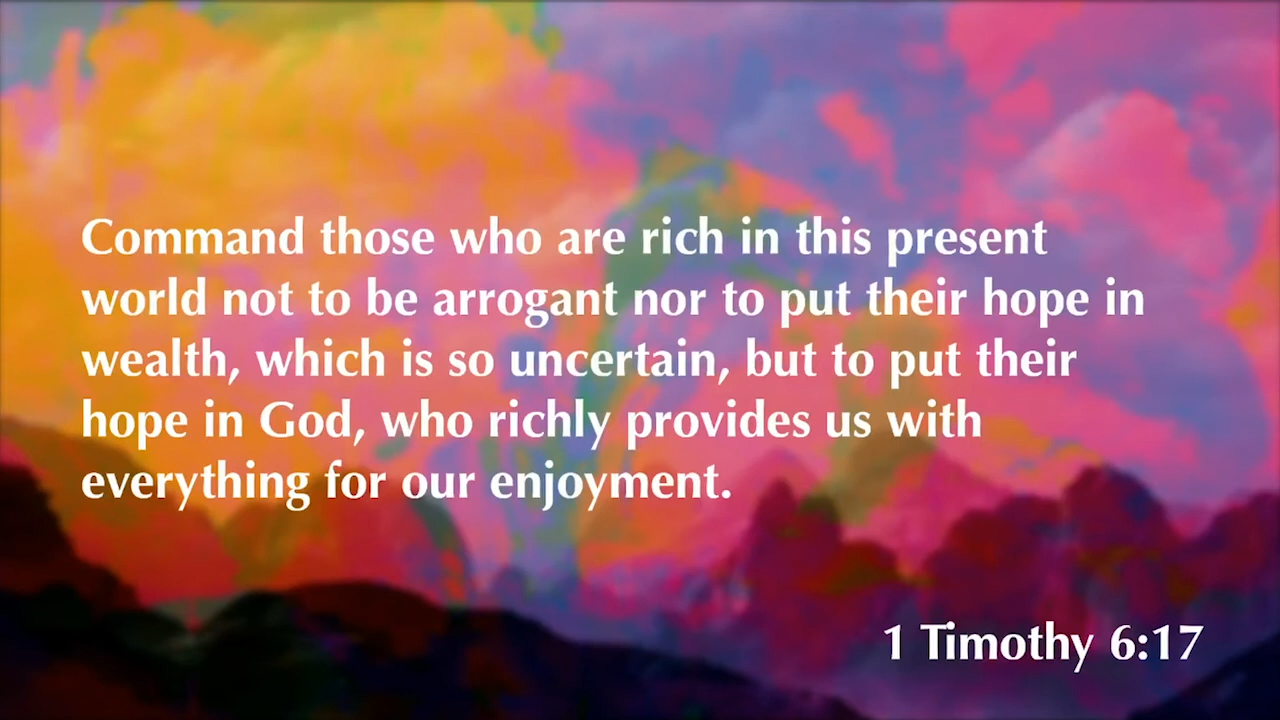 Command those who are rich in this present
world not to be arrogant nor to put their hope in
wealth, which is so uncertain, but to put their
hope in God, who richly provides us with
everything for our enjoyment.
1 Timothy 6:17